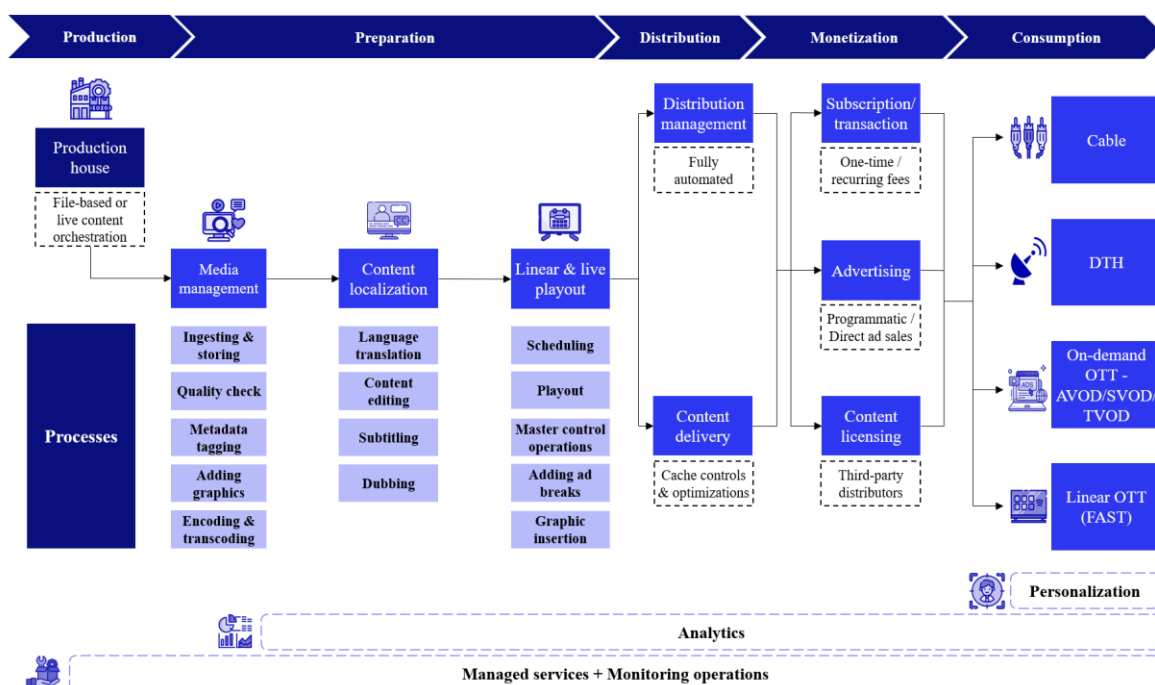 Production
Preparation
Distribution
Monetization
Consumption
Production
house
File-based or
live content
orchestration
Media
management
Content
localization
Linear & live
playout
Distribution
management
Fully
automated
Content
delivery
Cache controls
& optimizations
Subscription/
transaction
One-time /
recurring fees
Advertising
Programmatic /
Direct ad sales
Content
licensing
Third-party
distributors
Cable
DTH
ADS
On-demand
OTT -
AVOD/SVOD/
TVOD
Linear OTT
(FAST)
Processes
Ingesting &
storing
Quality check
Metadata
tagging
Adding
graphics
Encoding &
transcoding
Language
translation
Content
editing
Subtitling
Dubbing
Scheduling
Playout
Master control
operations
Adding ad
breaks
Graphic
insertion
Personalization
Analytics
Managed services + Monitoring operations